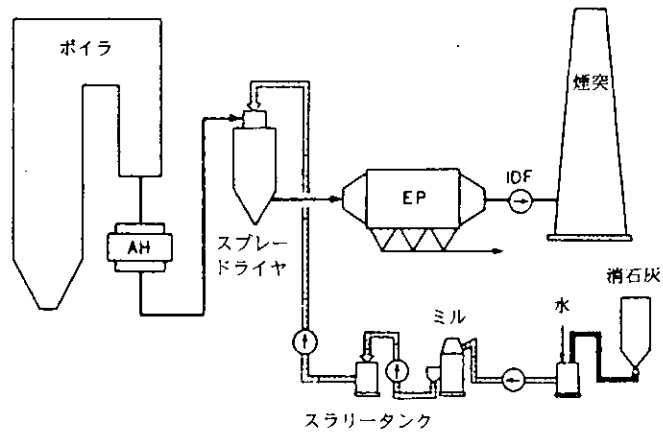 ボイラ
煙突
AH
スプレー
ドライヤ
EP
IDF
消石灰
水
ミル
スラリータンク